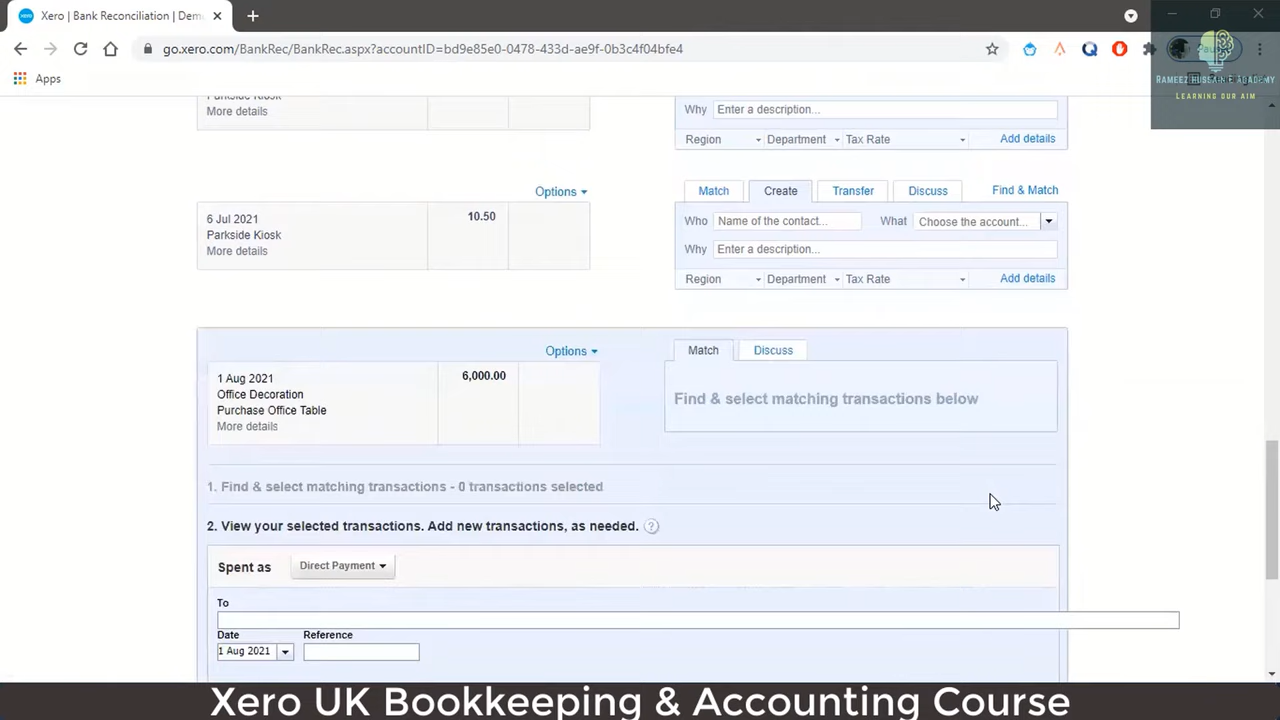 Xero | Bank Reconciliation | Dem
go.xero.com/BankRec/BankRec.aspx?accountID=bd9e85e0-0478-433d-ae9f-0b3c4f04bfe4
Apps
RAMEEZ HUSSAIN E ACADEMY
LEARNING OUR AIM
Parkside Kiosk
More details
Why Enter a description...
Region Department Tax Rate Add details
Options
Match Create Transfer Discuss Find & Match
6 Jul 2021 10.50
Parkside Kiosk
More details
Who Name of the contact... What Choose the account...
Why Enter a description...
Region Department Tax Rate Add details
Options
Match Discuss
1 Aug 2021 6,000.00
Office Decoration
Purchase Office Table
More details
Find & select matching transactions below
1. Find & select matching transactions - 0 transactions selected
2. View your selected transactions. Add new transactions, as needed. ?
Spent as Direct Payment
To
Date Reference
1 Aug 2021
Xero UK Bookkeeping & Accounting Course